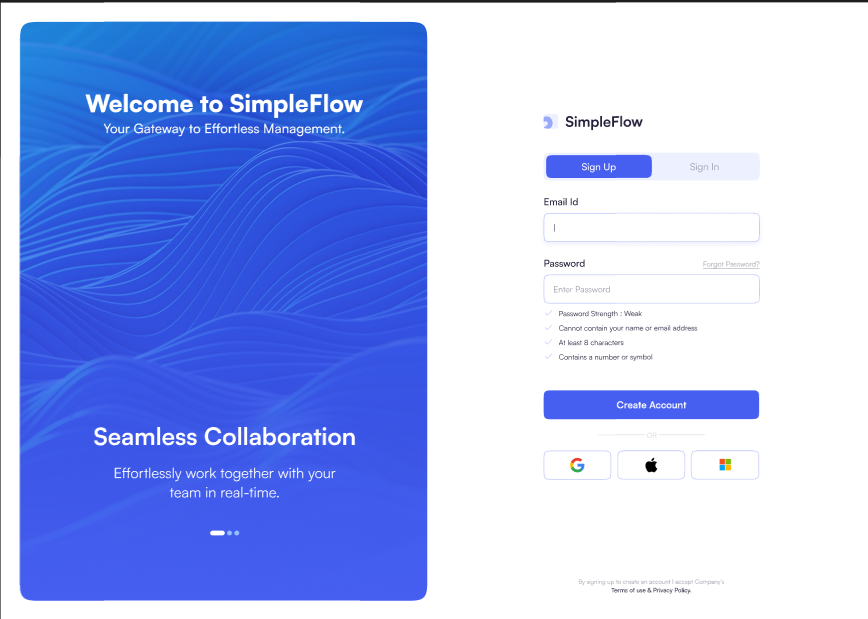 Welcome to SimpleFlow
Your Gateway to Effortless Management.
Seamless Collaboration
Effortlessly work together with your
team in real-time.
SimpleFlow
Sign Up
Sign In
Email Id
Password
Forgot Password?
Enter Password
Password Strength : Weak
Cannot contain your name or email address
At least 8 characters
Contains a number or symbol
Create Account
OR
By signing up to create an account I accept Company's
Terms of use & Privacy Policy.